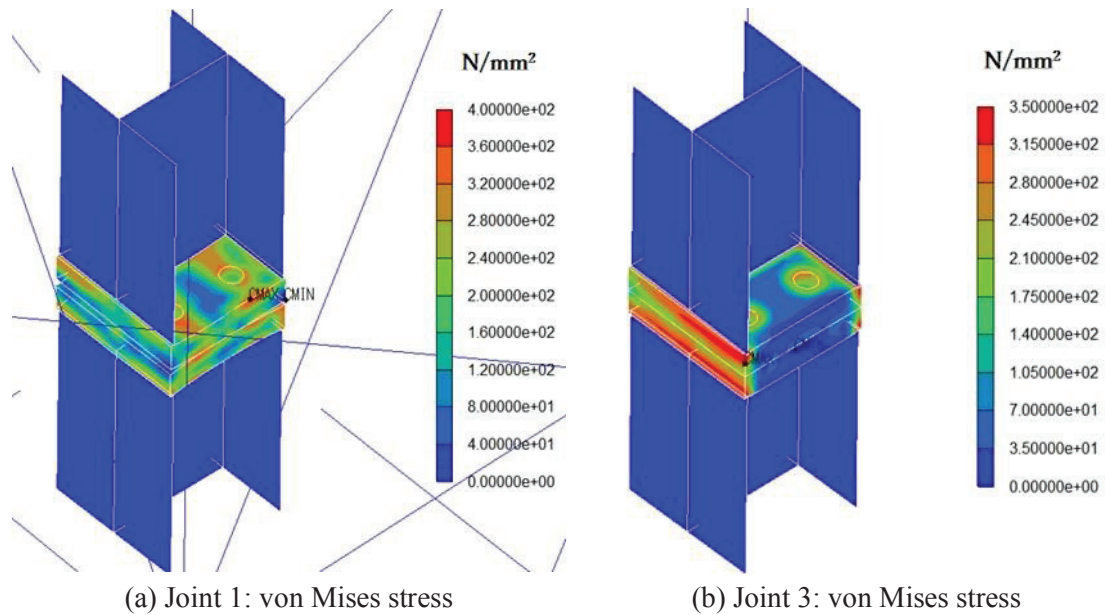 N/mm²
4.00000e+02
3.60000e+02
3.20000e+02
2.80000e+02
2.40000e+02
2.00000e+02
1.60000e+02
1.20000e+02
8.00000e+01
4.00000e+01
0.00000e+00
CMAX CMIN
(a) Joint 1: von Mises stress
N/mm²
3.50000e+02
3.15000e+02
2.80000e+02
2.45000e+02
2.10000e+02
1.75000e+02
1.40000e+02
1.05000e+02
7.00000e+01
3.50000e+01
0.00000e+00
CMAX
(b) Joint 3: von Mises stress